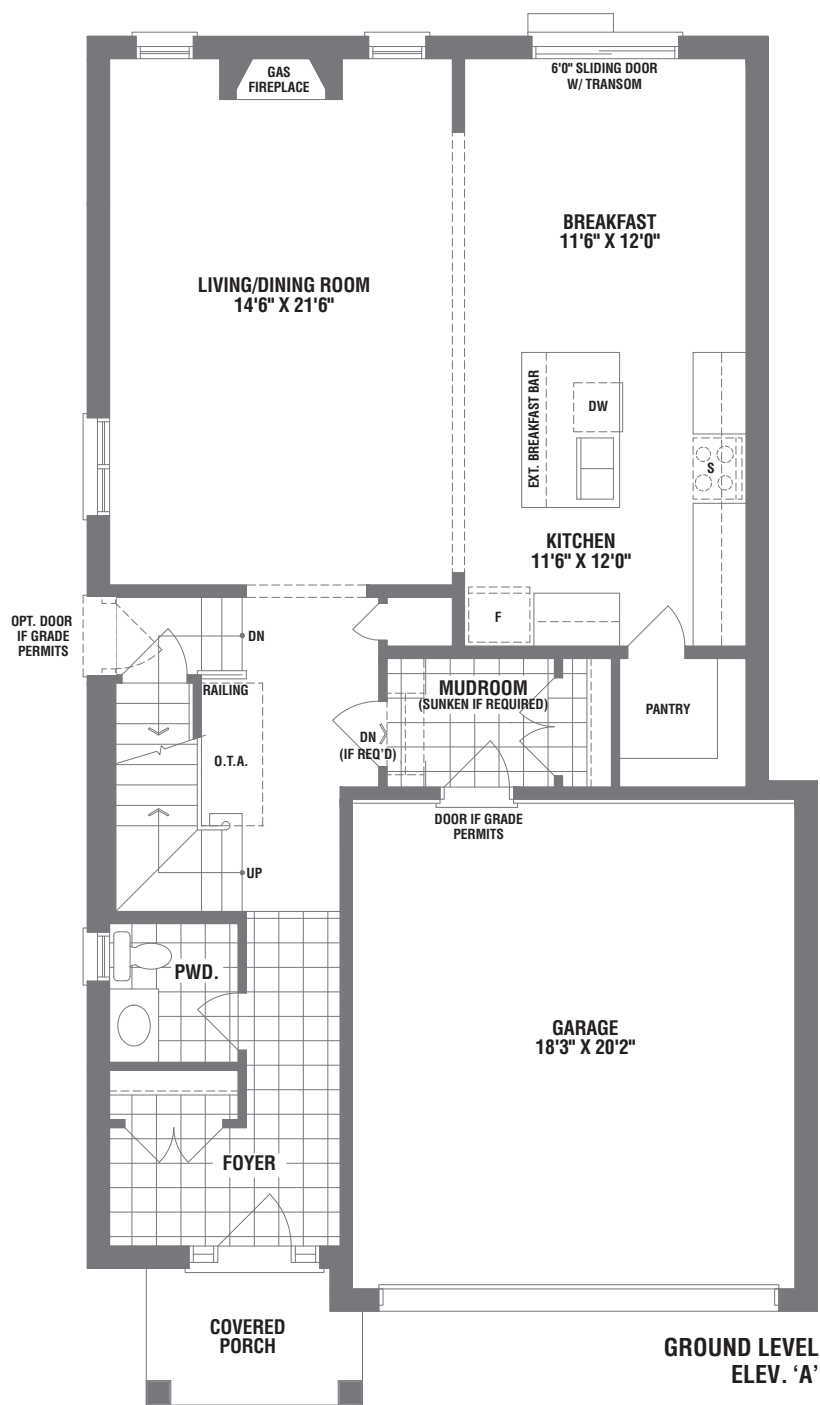 GAS
FIREPLACE
6'0" SLIDING DOOR
W/ TRANSOM
BREAKFAST
11'6" X 12'0"
LIVING/DINING ROOM
14'6" X 21'6"
EXT. BREAKFAST BAR
DW
S
KITCHEN
11'6" X 12'0"
F
OPT. DOOR
IF GRADE
PERMITS
DN
RAILING
MUDROOM
(SUNKEN IF REQUIRED)
PANTRY
DN
(IF REQ'D)
O.T.A.
DOOR IF GRADE
PERMITS
UP
PWD.
GARAGE
18'3" X 20'2"
FOYER
COVERED
PORCH
GROUND LEVEL
ELEV. ‘A’